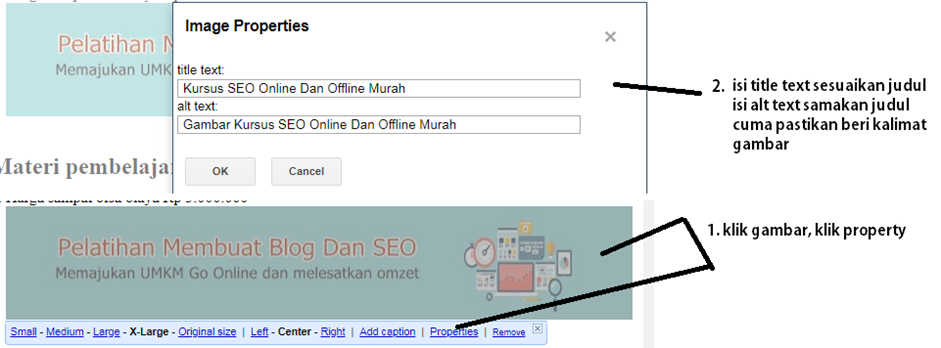 Image Properties
Pelatihan M
Memajukan UMK
title text:
Kursus SEO Online Dan Offline Murah
alt text:
Gambar Kursus SEO Online Dan Offline Murah
OK
Cancel
2. isi title text sesuaikan judul
isi alt text samakan judul
cuma pastikan beri kalimat
gambar
Materi pembelajar
Pelatihan Membuat Blog Dan SEO
Memajukan UMKM Go Online dan melesatkan omzet
1. klik gambar, klik property
Small - Medium - Large - X-Large - Original size | Left - Center - Right | Add caption | Properties | Remove